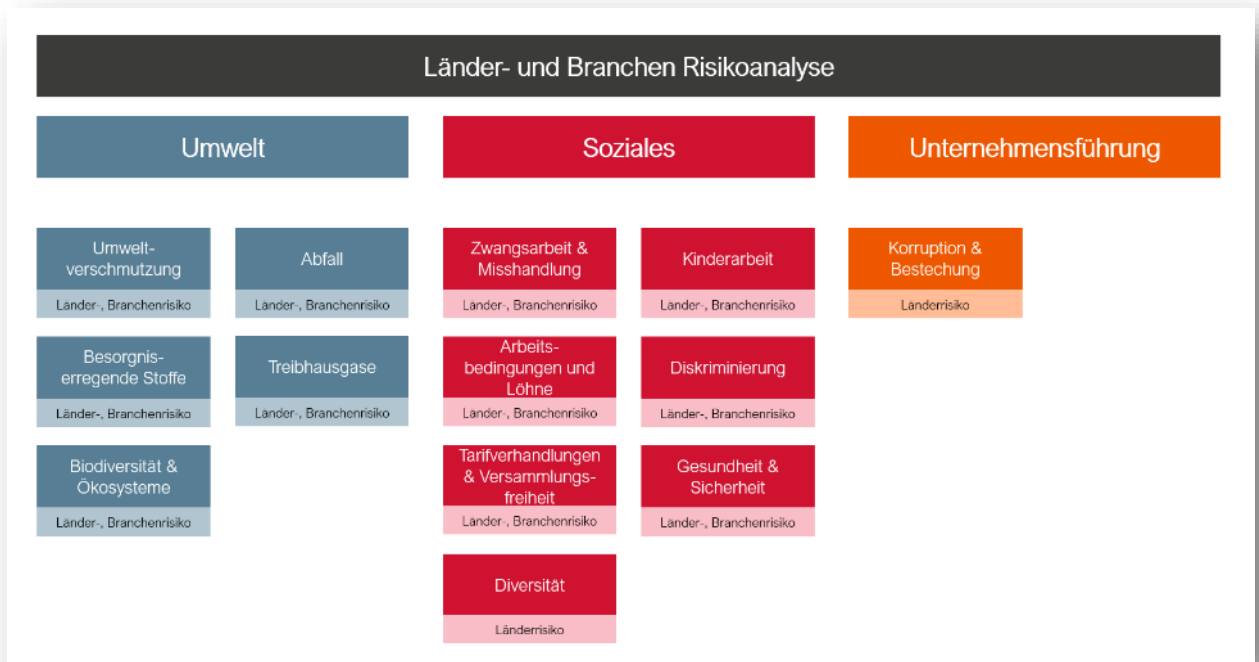 Länder- und Branchen Risikoanalyse
Umwelt
Soziales
Unternehmensführung
Umwelt-
verschmutzung
Länder-, Branchenrisiko
Abfall
Länder-, Branchenrisiko
Besorgnis-
erregende Stoffe
Länder-, Branchenrisiko
Treibhausgase
Länder-, Branchenrisiko
Biodiversität &
Ökosysteme
Länder-, Branchenrisiko
Zwangsarbeit &
Misshandlung
Länder-, Branchenrisiko
Kinderarbeit
Länder-, Branchenrisiko
Arbeits-
bedingungen und
Löhne
Länder-, Branchenrisiko
Diskriminierung
Länder-, Branchenrisiko
Tarifverhandlungen
& Versammlungs-
freiheit
Länder-, Branchenrisiko
Gesundheit &
Sicherheit
Länder-, Branchenrisiko
Diversität
Länderrisiko
Korruption &
Bestechung
Länderrisiko